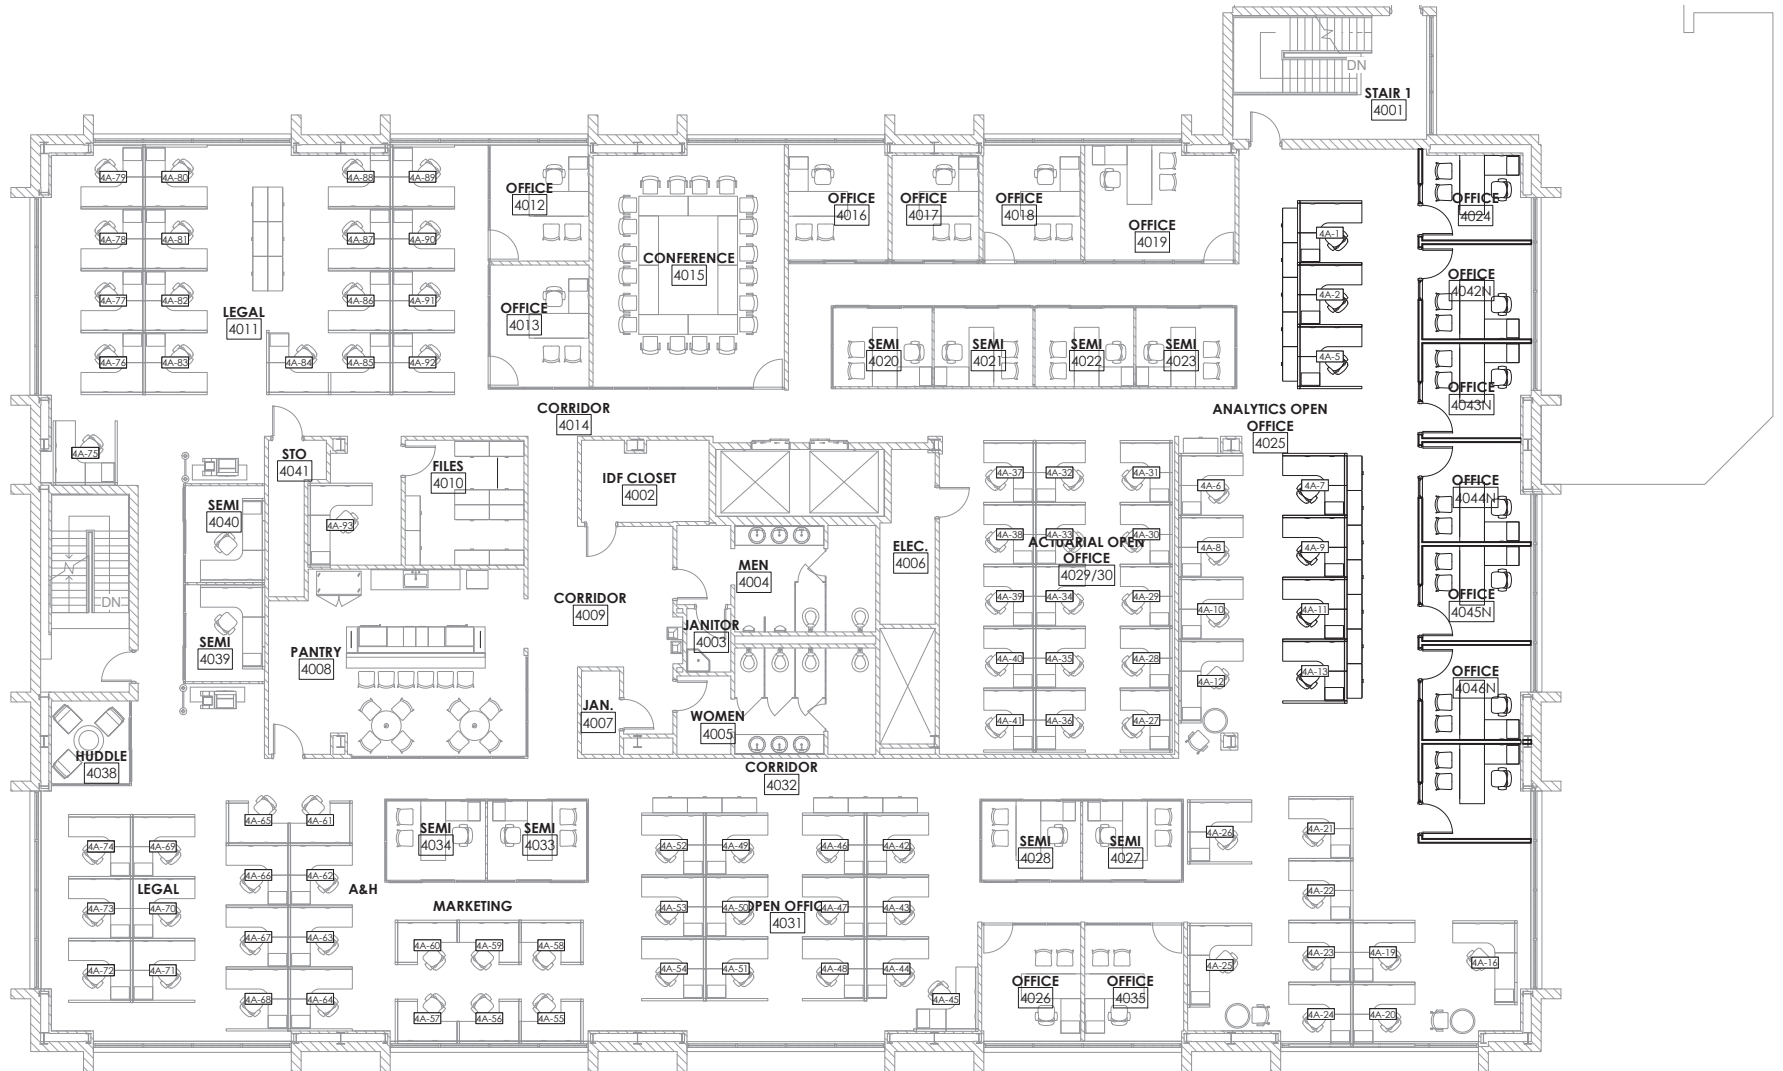 DN
STAIR 1
4001
4A-79
4A-80
4A-88
4A-89
OFFICE
4012
OFFICE
4016
OFFICE
4017
OFFICE
4018
OFFICE
4019
OFFICE
4024
4A-78
4A-81
4A-87
4A-90
4A-1
CONFERENCE
4015
OFFICE
4042N
4A-77
4A-82
4A-86
4A-91
4A-2
LEGAL
4011
OFFICE
4013
4A-76
4A-83
4A-84
4A-85
4A-92
SEMI
4020
SEMI
4021
SEMI
4022
SEMI
4023
4A-5
OFFICE
4043N
CORRIDOR
4014
ANALYTICS OPEN
OFFICE
4025
4A-75
STO
4041
FILES
4010
IDF CLOSET
4002
4A-37
4A-32
4A-31
4A-6
4A-7
OFFICE
4044N
SEMI
4040
4A-93
4A-38
4A-33
4A-30
ACTUARIAL OPEN
OFFICE
4029/30
4A-8
4A-9
ELEC.
4006
MEN
4004
DN
CORRIDOR
4009
4A-39
4A-34
4A-29
4A-10
4A-11
OFFICE
4045N
JANITOR
4003
SEMI
4039
PANTRY
4008
4A-40
4A-35
4A-28
4A-12
4A-13
OFFICE
4046N
JAN.
4007
WOMEN
4005
4A-41
4A-36
4A-27
HUDDLE
4038
CORRIDOR
4032
4A-65
4A-61
SEMI
4034
SEMI
4033
SEMI
4028
SEMI
4027
4A-26
4A-21
4A-74
4A-69
4A-52
4A-49
4A-46
4A-42
4A-66
4A-62
LEGAL
A&H
4A-22
4A-73
4A-70
MARKETING
4A-53
4A-50
OPEN OFFIC
4031
4A-47
4A-43
4A-67
4A-63
4A-60
4A-59
4A-58
4A-23
4A-19
4A-16
4A-72
4A-71
4A-54
4A-51
4A-48
4A-44
4A-25
OFFICE
4026
OFFICE
4035
4A-68
4A-64
4A-45
4A-57
4A-56
4A-55
4A-24
4A-20